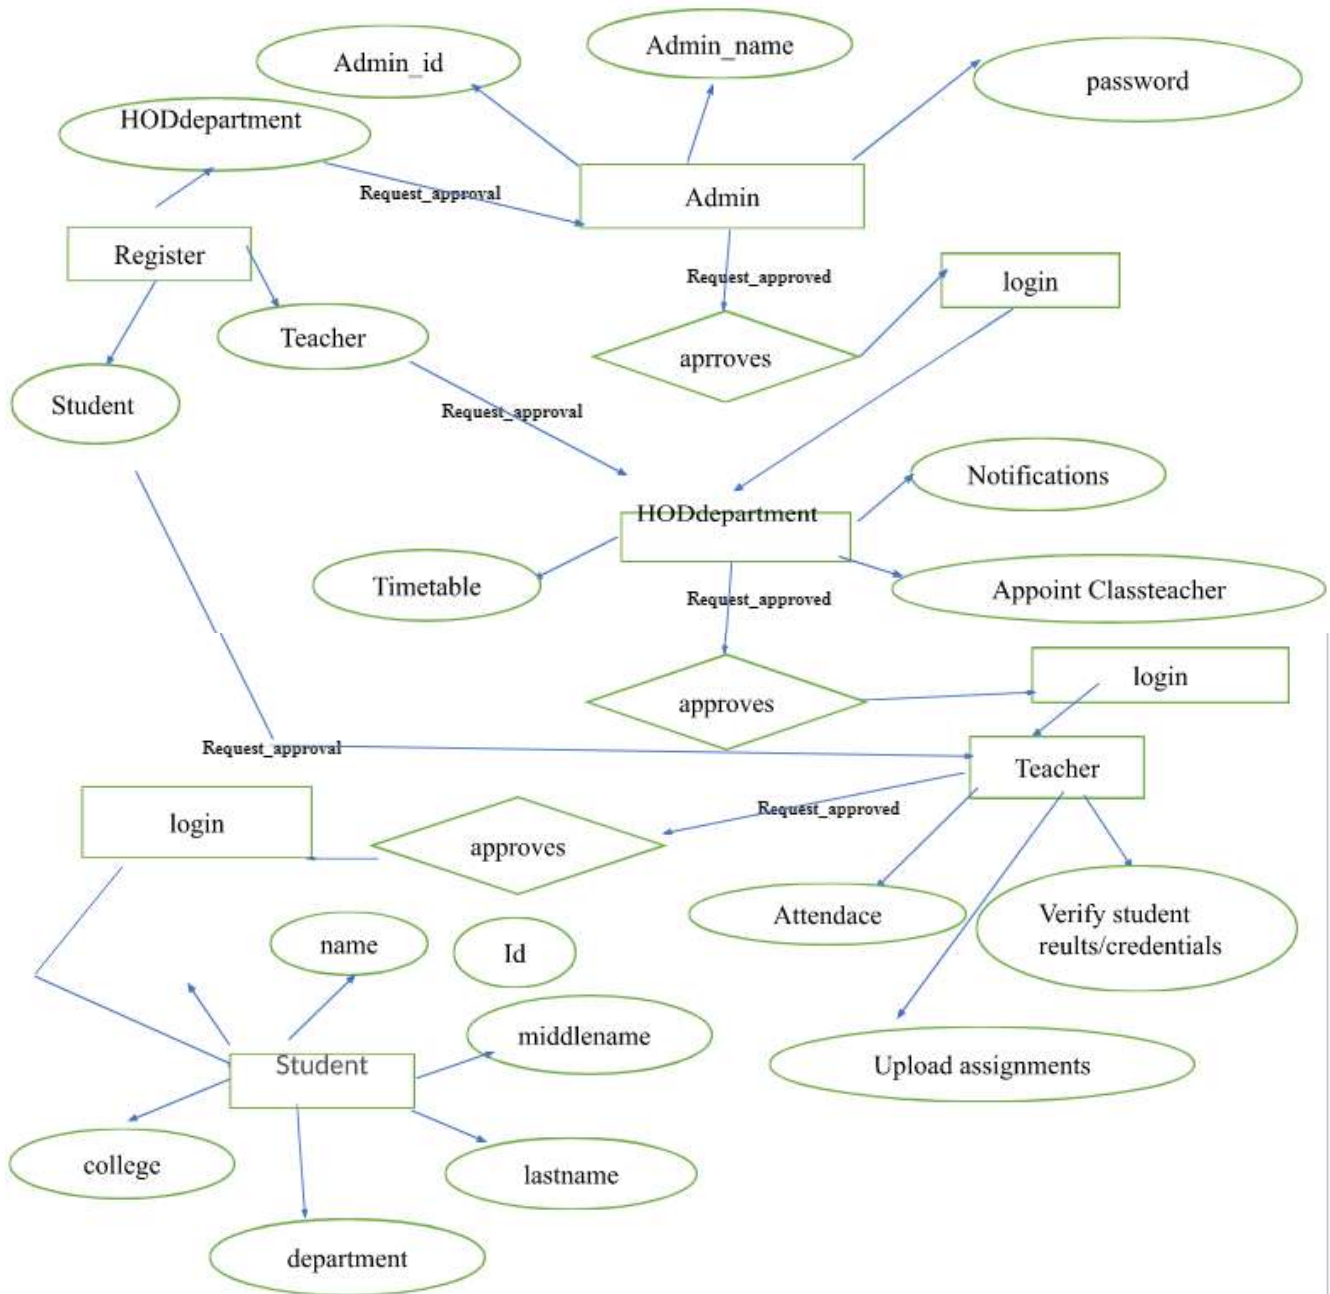 Admin_id
Admin_name
password
HODdepartment
Request_approval
Admin
Register
Request_approved
login
Teacher
aprroves
Student
Request_approval
Notifications
HODdepartment
Timetable
Appoint Classteacher
Request_approved
approves
login
Request_approval
Teacher
Request_approved
login
approves
Attendace
Verify student
reults/credentials
name
Id
middlename
Upload assignments
Student
college
lastname
department